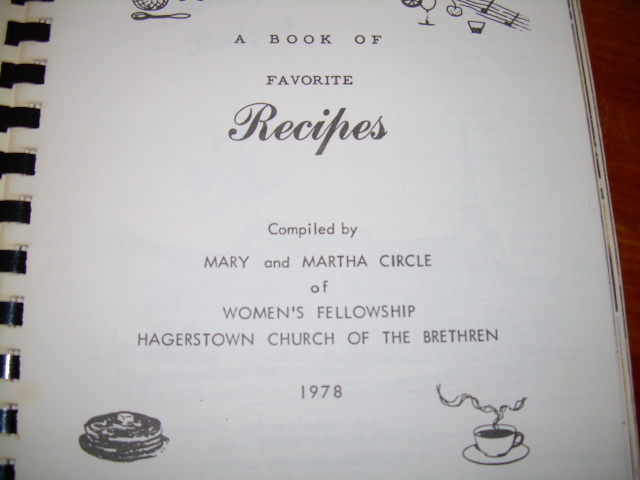 A BOOK OF
FAVORITE
Recipes
Compiled by
MARY and MARTHA CIRCLE
of
WOMEN'S FELLOWSHIP
HAGERSTOWN CHURCH OF THE BRETHREN
1978